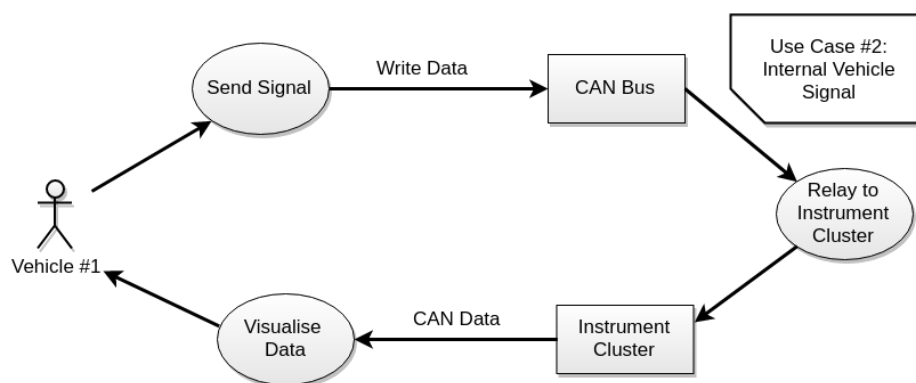 Use Case #2:
Internal Vehicle
Signal
Send Signal
Write Data
CAN Bus
Relay to
Instrument
Cluster
Vehicle #1
Visualise
Data
CAN Data
Instrument
Cluster